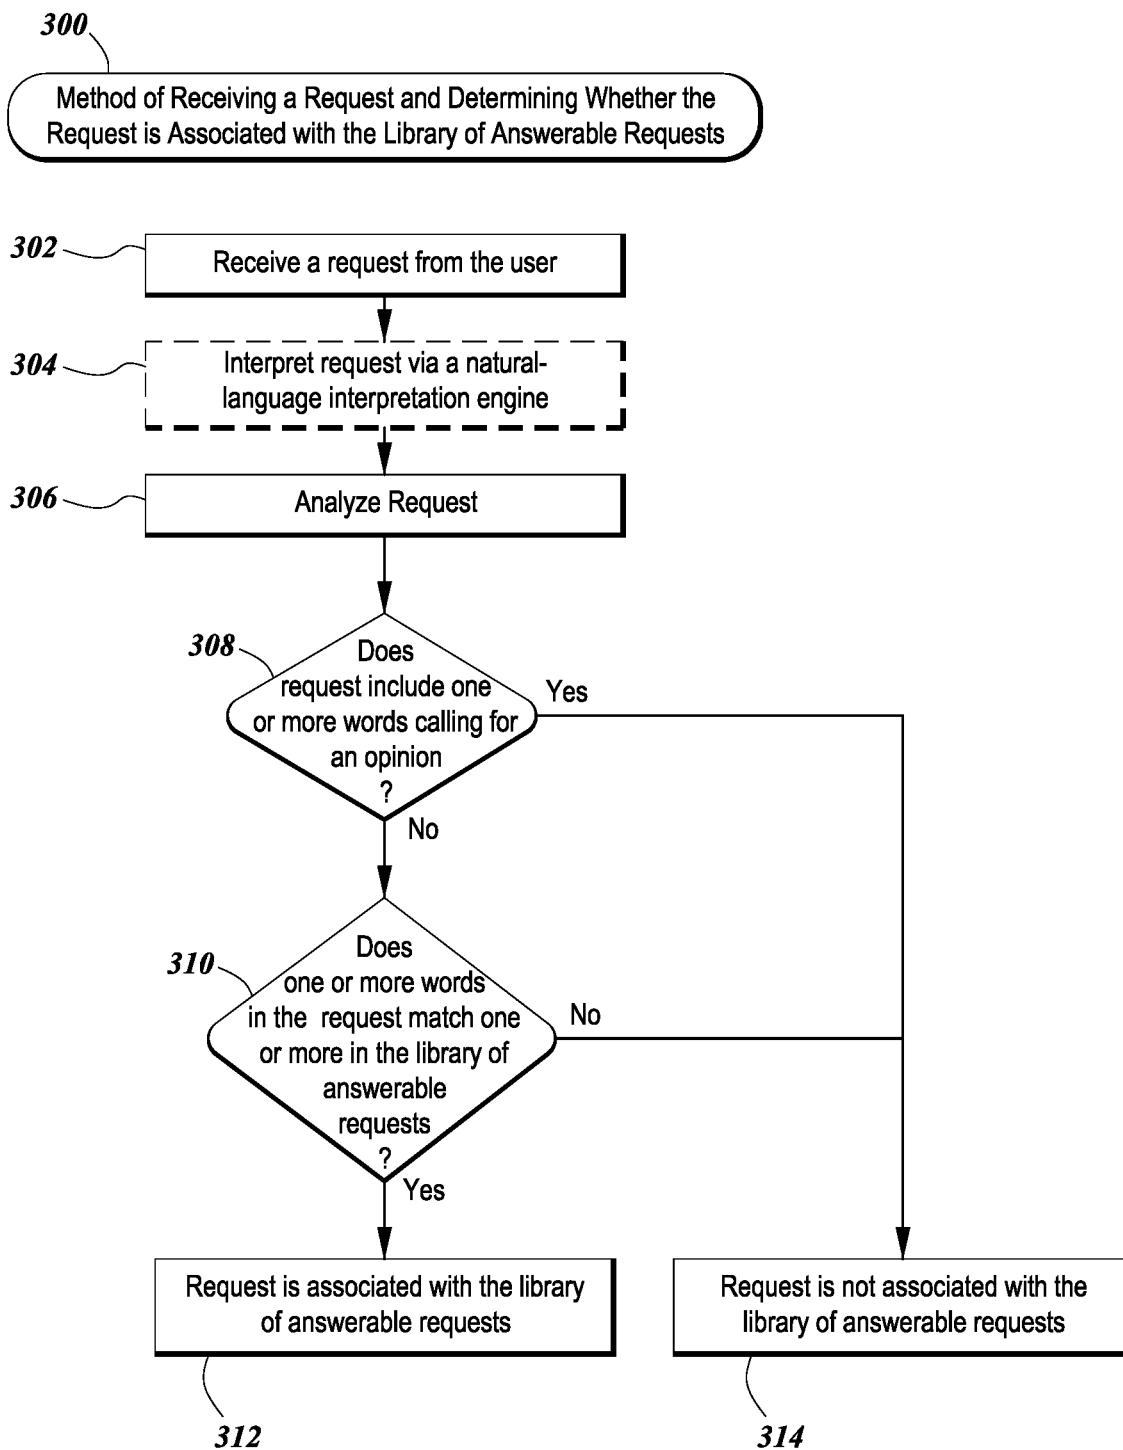 300
Method of Receiving a Request and Determining Whether the
Request is Associated with the Library of Answerable Requests
302
Receive a request from the user
304
Interpret request via a natural-
language interpretation engine
306
Analyze Request
308
Does
request include one
or more words calling for
an opinion
?
Yes
No
310
Does
one or more words
in the request match one
or more in the library of
answerable
requests
?
No
Yes
Request is associated with the library
of answerable requests
312
Request is not associated with the
library of answerable requests
314